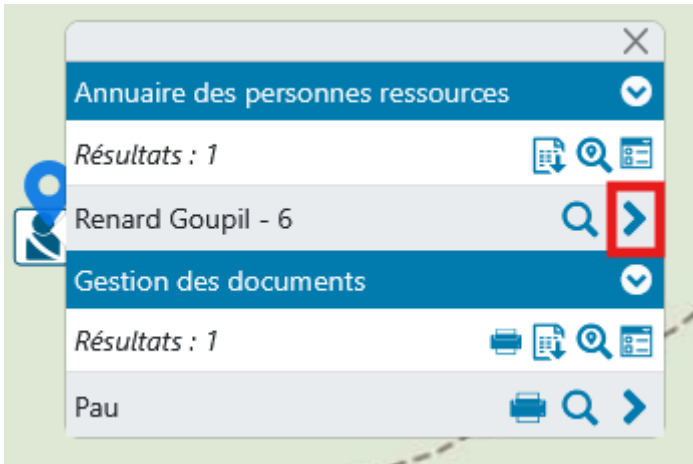 Annuaire des personnes ressources
Résultats : 1
Renard Goupil - 6
Gestion des documents
Résultats : 1
Pau